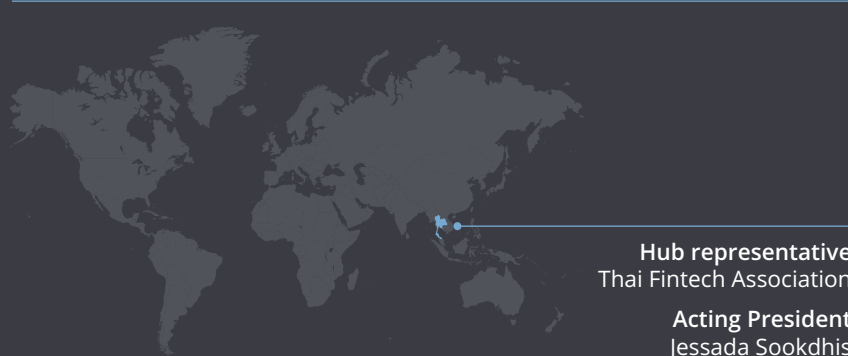 Hub representative
Thai Fintech Association
Acting President
Jessada Sookdhis